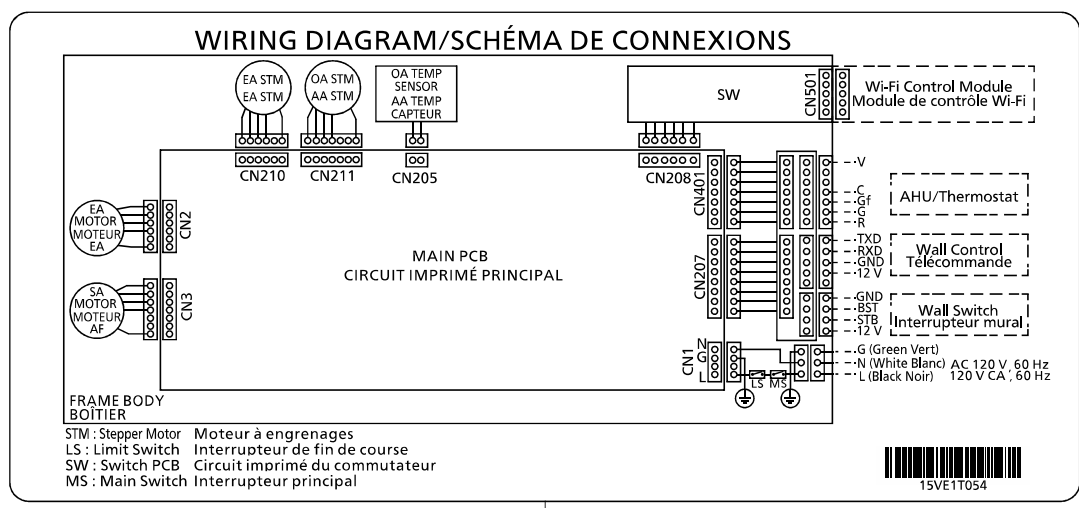 WIRING DIAGRAM/SCHÉMA DE CONNEXIONS
EA STM
EA STM
OA STM
AA STM
OA TEMP
SENSOR
AA TEMP
CAPTEUR
SW
CN501
Wi-Fi Control Module
Module de contrôle Wi-Fi
CN210
CN211
CN205
CN208
CN401
V
C
Gf
G
R
AHU/Thermostat
EA
MOTOR
MOTEUR
EA
CN2
MAIN PCB
CIRCUIT IMPRIMÉ PRINCIPAL
CN207
TXD
RXD
GND
12 V
Wall Control
Télécommande
SA
MOTOR
MOTEUR
AF
CN3
GND
BST
STB
12 V
Wall Switch
Interrupteur mural
CN1
N
G
L
LS
MS
G (Green Vert)
N (White Blanc)
L (Black Noir)
AC 120 V, 60 Hz
120 V CA, 60 Hz
FRAME BODY
BOÎTIER
STM : Stepper Motor Moteur à engrenages
LS : Limit Switch Interrupteur de fin de course
SW : Switch PCB Circuit imprimé du commutateur
MS : Main Switch Interrupteur principal
15VE1T054